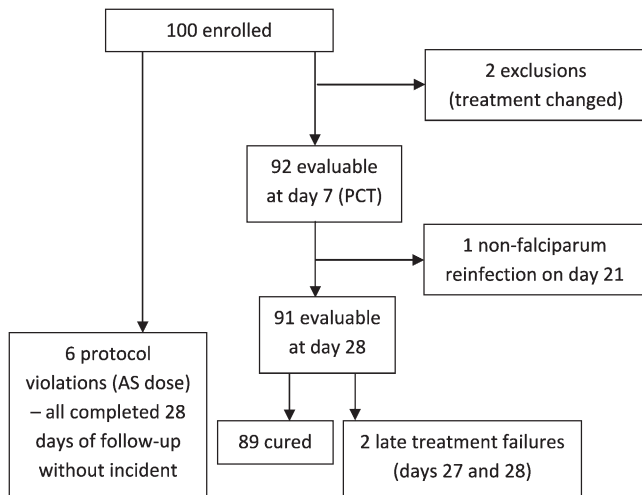 100 enrolled
2 exclusions
(treatment changed)
92 evaluable
at day 7 (PCT)
1 non-falciparum
reinfection on day 21
91 evaluable
at day 28
6 protocol
violations (AS dose)
– all completed 28
days of follow-up
without incident
89 cured
2 late treatment failures
(days 27 and 28)